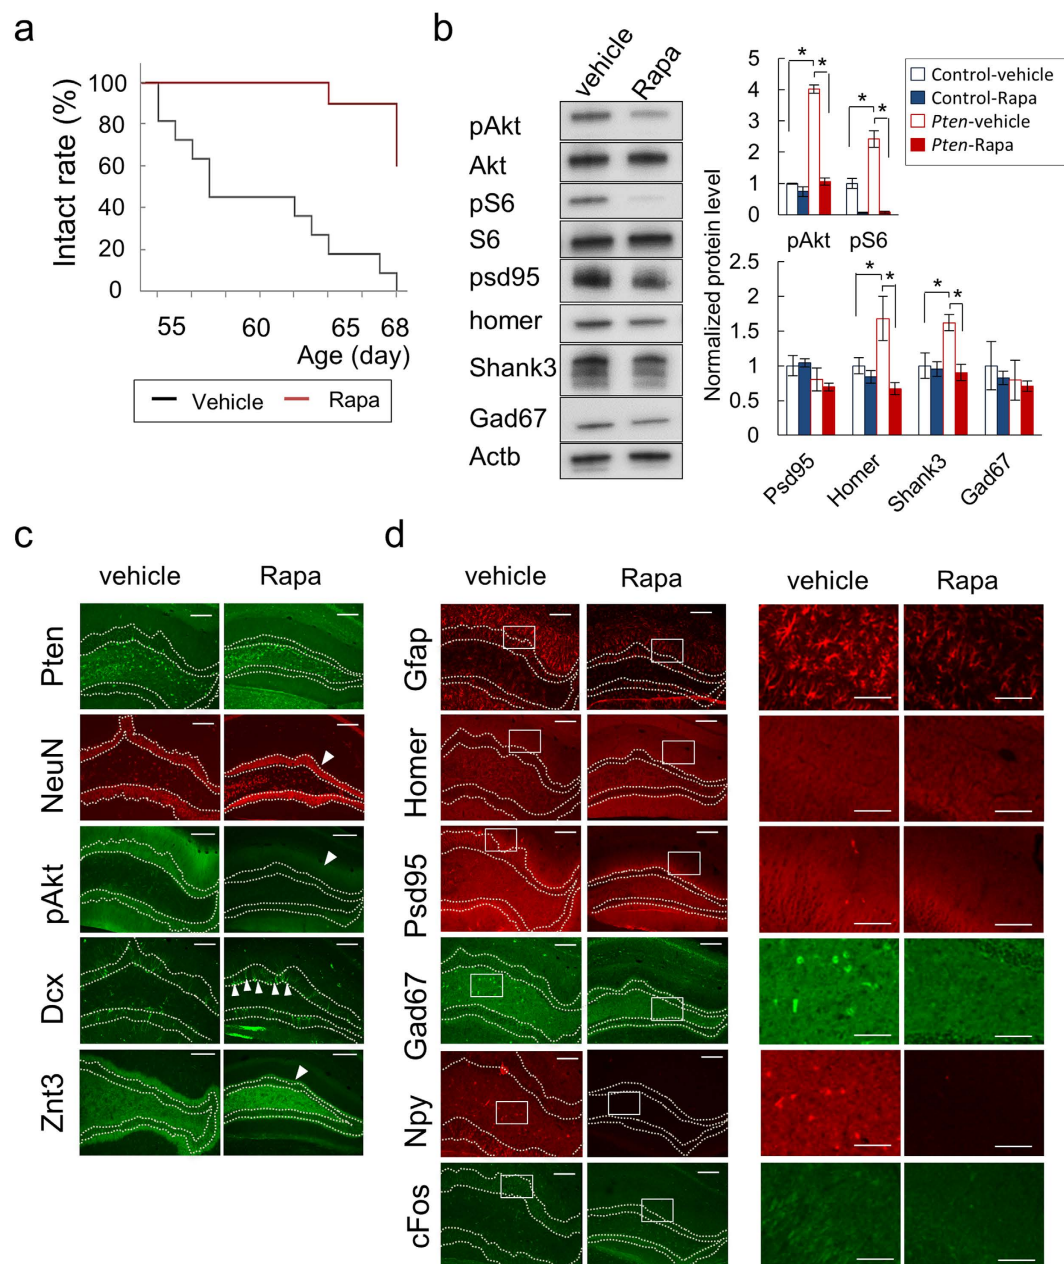 a
Intact rate (%)
100
80
60
40
20
0
55 60 65 68
Age (day)
Vehicle Rapa
b
vehicle Rapa
pAkt
Akt
pS6
S6
psd95
homer
Shank3
Gad67
Actb
Normalized protein level
5
4
3
2
1
0
* * * *
pAkt pS6
Control-vehicle
Control-Rapa
Pten-vehicle
Pten-Rapa
2.5
2
1.5
1
0.5
0
* * * *
Psd95 Homer Shank3 Gad67
c
vehicle Rapa
Pten
NeuN
pAkt
Dcx
Znt3
d
vehicle Rapa vehicle Rapa
Gfap
Homer
Psd95
Gad67
Npy
cFos